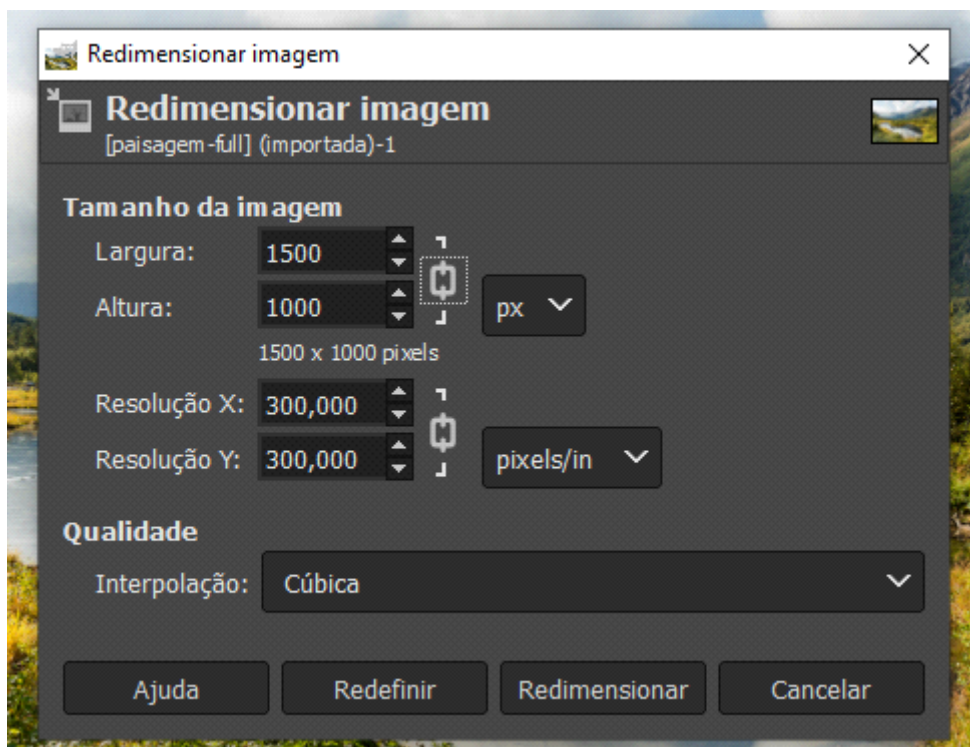 Redimensionar imagem
Redimensionar imagem
[paisagem-full] (importada)-1
Tamanho da imagem
Largura: 1500
Altura: 1000 px
1500 x 1000 pixels
Resolução X: 300,000
Resolução Y: 300,000 pixels/in
Qualidade
Interpolação: Cúbica
Ajuda Redefinir Redimensionar Cancelar